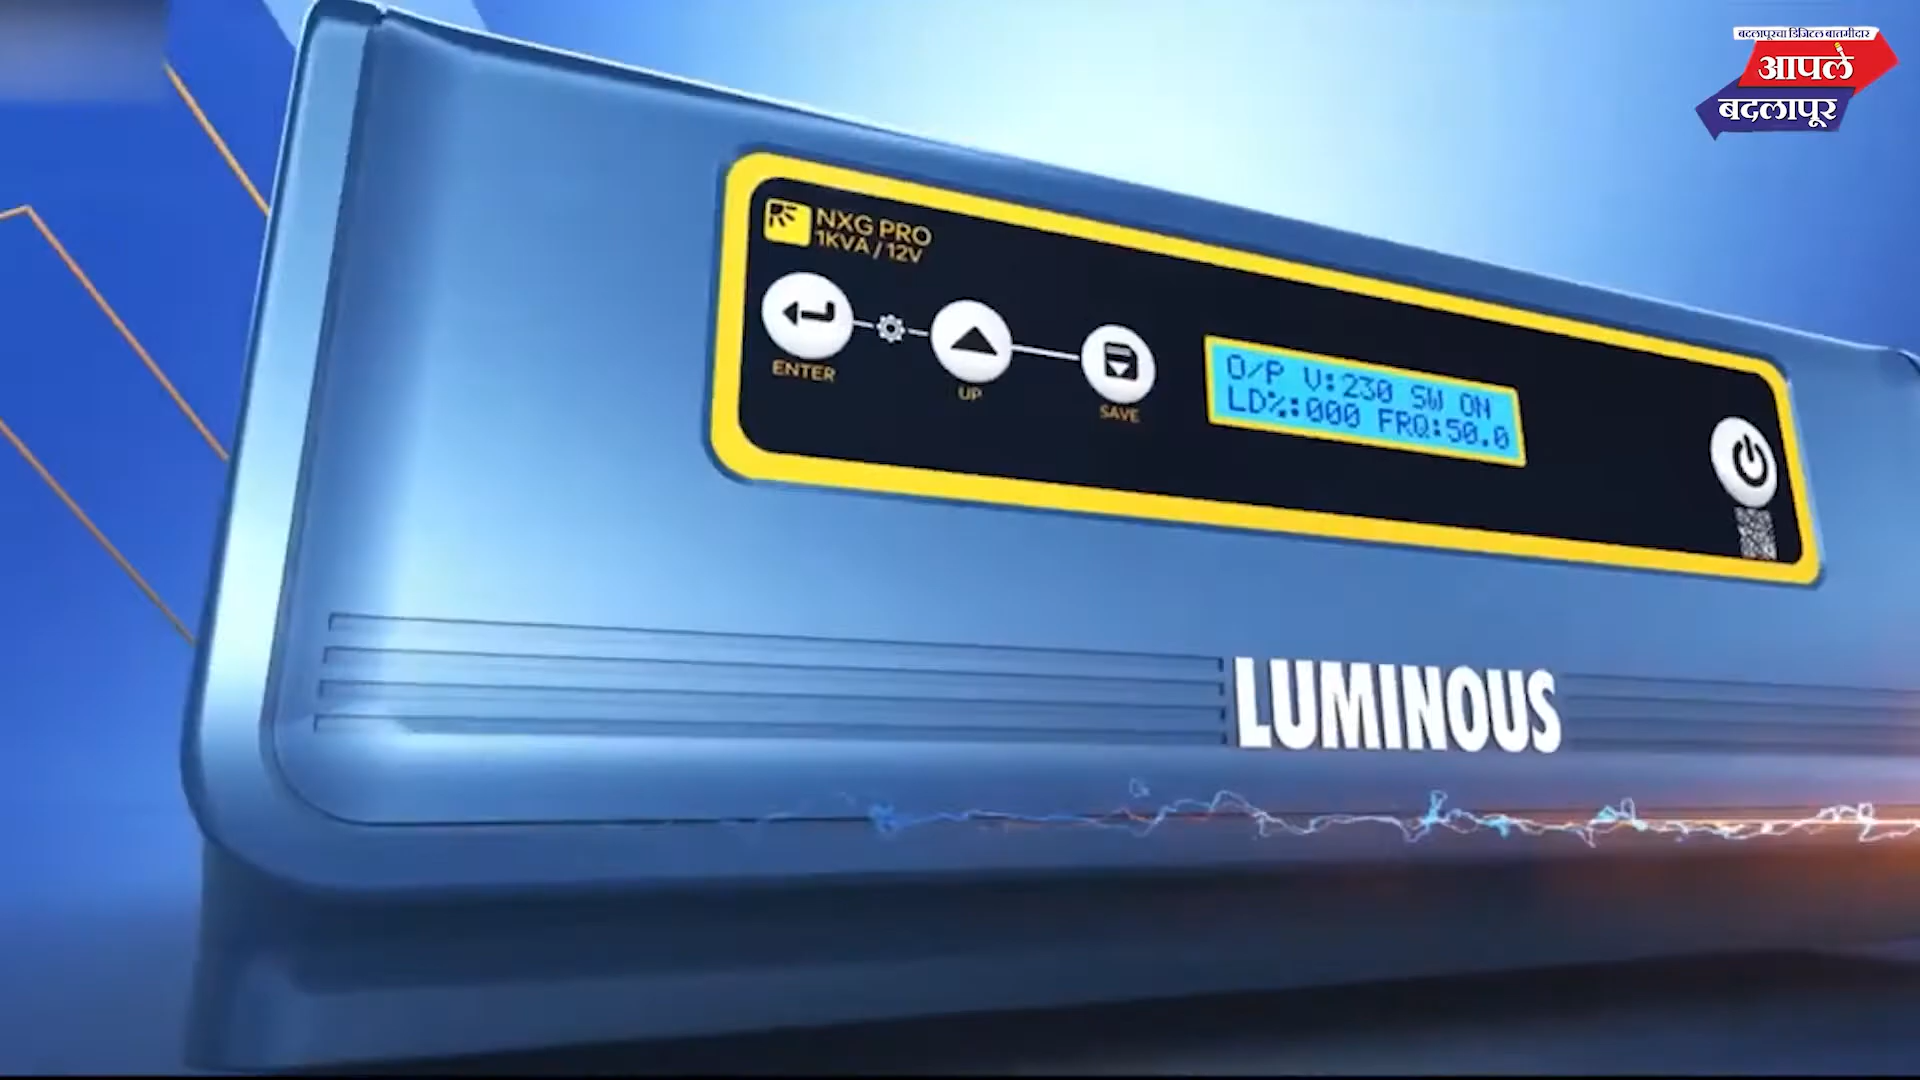 बदलापूरचा डिजिटल बातमीदार
आपले
बदलापूर
NXG PRO
1KVA / 12V
ENTER
UP
SAVE
O/P V:230 SW ON
LD%:000 FRQ:50.0
LUMINOUS